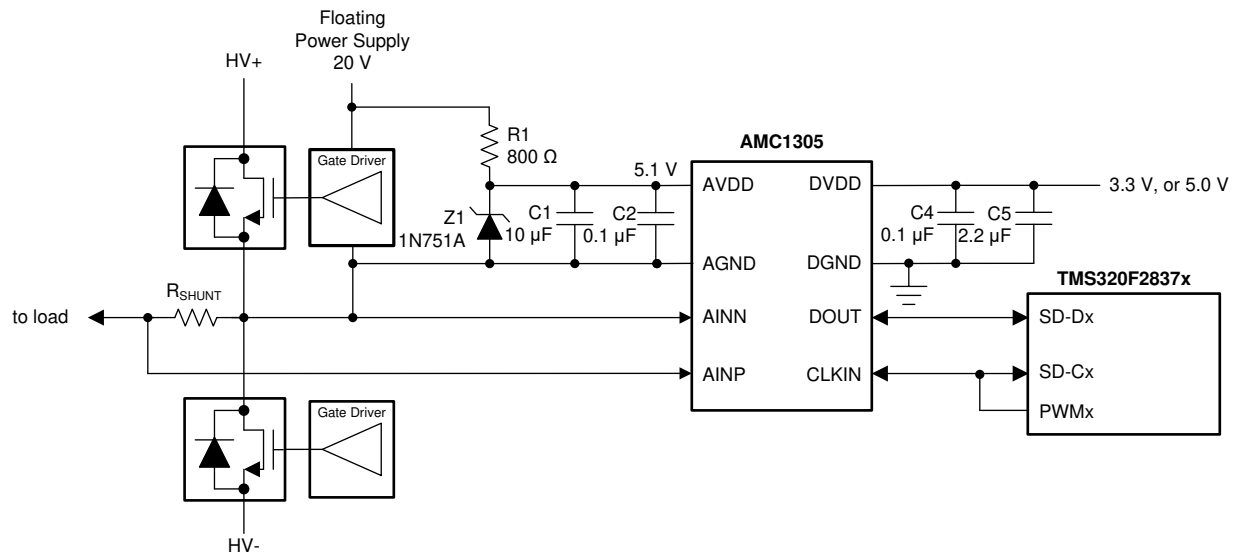 Floating
Power Supply
20 V
HV+
R1
800 Ω
Gate Driver
AMC1305
5.1 V
AVDD
DVDD
3.3 V, or 5.0 V
Z1
1N751A
C1
10 µF
C2
0.1 µF
C4
0.1 µF
C5
2.2 µF
AGND
DGND
TMS320F2837x
RSHUNT
to load
AINN
DOUT
SD-Dx
AINP
CLKIN
SD-Cx
PWMx
Gate Driver
HV-